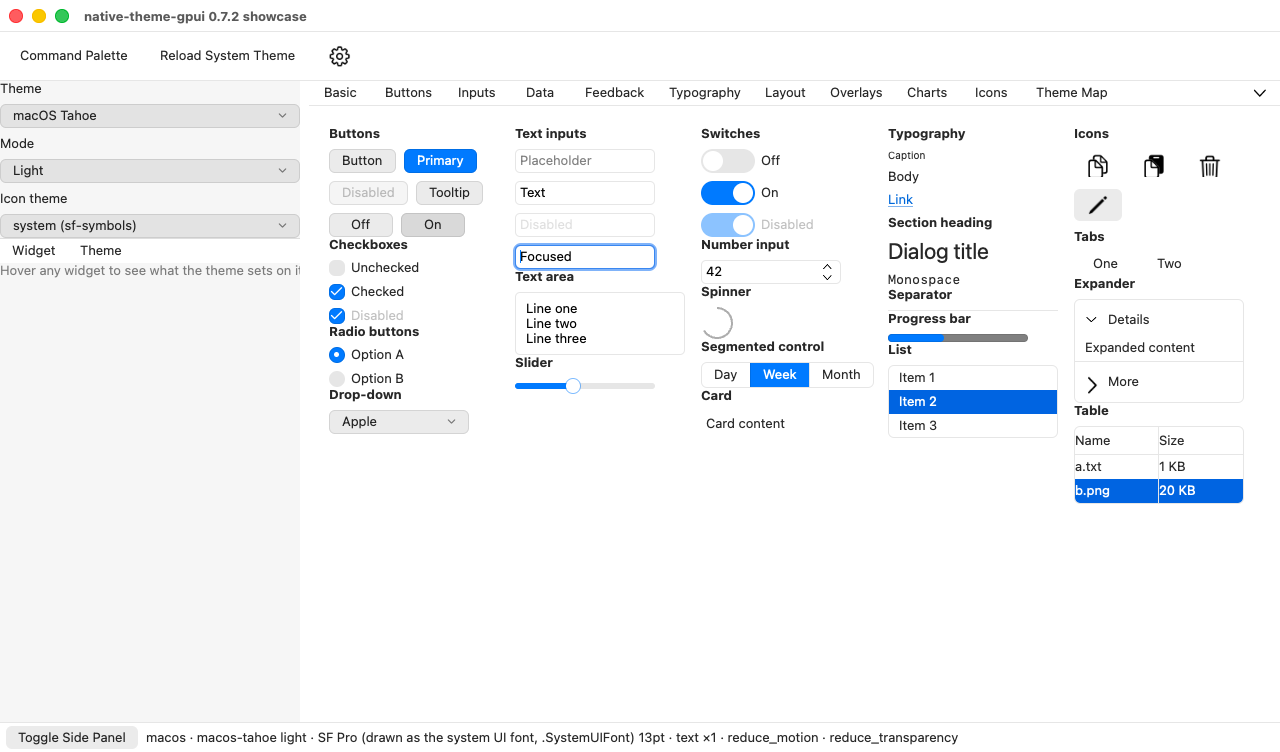 native-theme-gpui 0.7.2 showcase
Command Palette
Reload System Theme
Theme
macOS Tahoe
Mode
Light
Icon theme
system (sf-symbols)
Widget
Theme
Hover any widget to see what the theme sets on it
Basic
Buttons
Inputs
Data
Feedback
Typography
Layout
Overlays
Charts
Icons
Theme Map
Buttons
Button
Primary
Disabled
Tooltip
Off
On
Checkboxes
Unchecked
Checked
Disabled
Radio buttons
Option A
Option B
Drop-down
Apple
Text inputs
Placeholder
Text
Disabled
Focused
Text area
Line one
Line two
Line three
Slider
Switches
Off
On
Disabled
Number input
42
Spinner
Segmented control
Day
Week
Month
Card
Card content
Typography
Caption
Body
Link
Section heading
Dialog title
Monospace
Separator
Progress bar
List
Item 1
Item 2
Item 3
Icons
Tabs
One
Two
Expander
Details
Expanded content
More
Table
Name Size
a.txt 1 KB
b.png 20 KB
Toggle Side Panel
macos · macos-tahoe light · SF Pro (drawn as the system UI font, .SystemUIFont) 13pt · text ×1 · reduce_motion · reduce_transparency